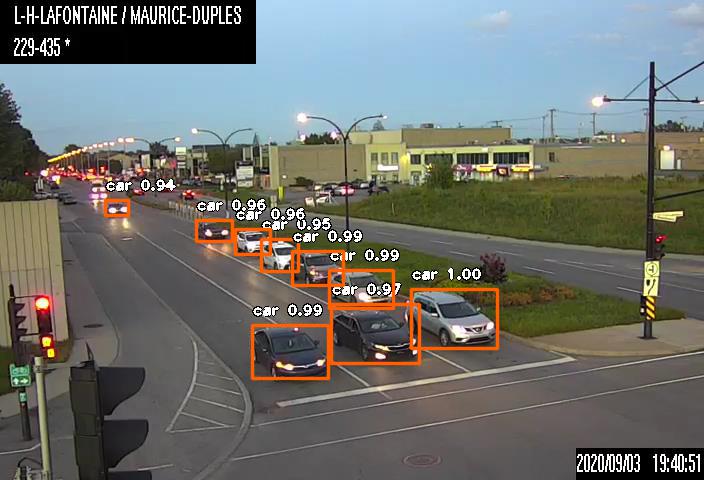 L-H-LAFONTAINE / MAURICE-DUPLES
229-435 *
car 0.94
car 0.96
car 0.96
car 0.95
car 0.99
car 0.99
car 0.97
car 1.00
car 0.99
2020/09/03 19:40:51